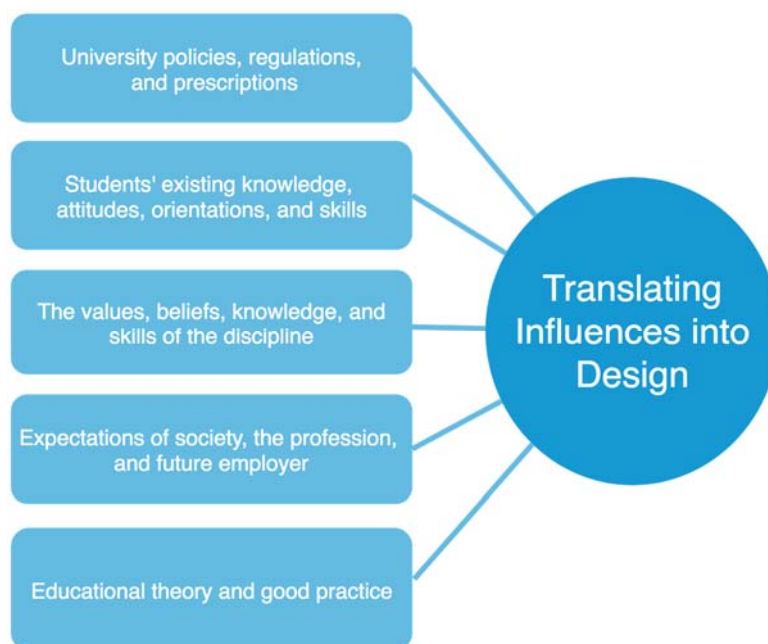 University policies, regulations,
and prescriptions
Students' existing knowledge,
attitudes, orientations, and skills
The values, beliefs, knowledge, and
skills of the discipline
Expectations of society, the profession,
and future employer
Educational theory and good practice
Translating
Influences into
Design